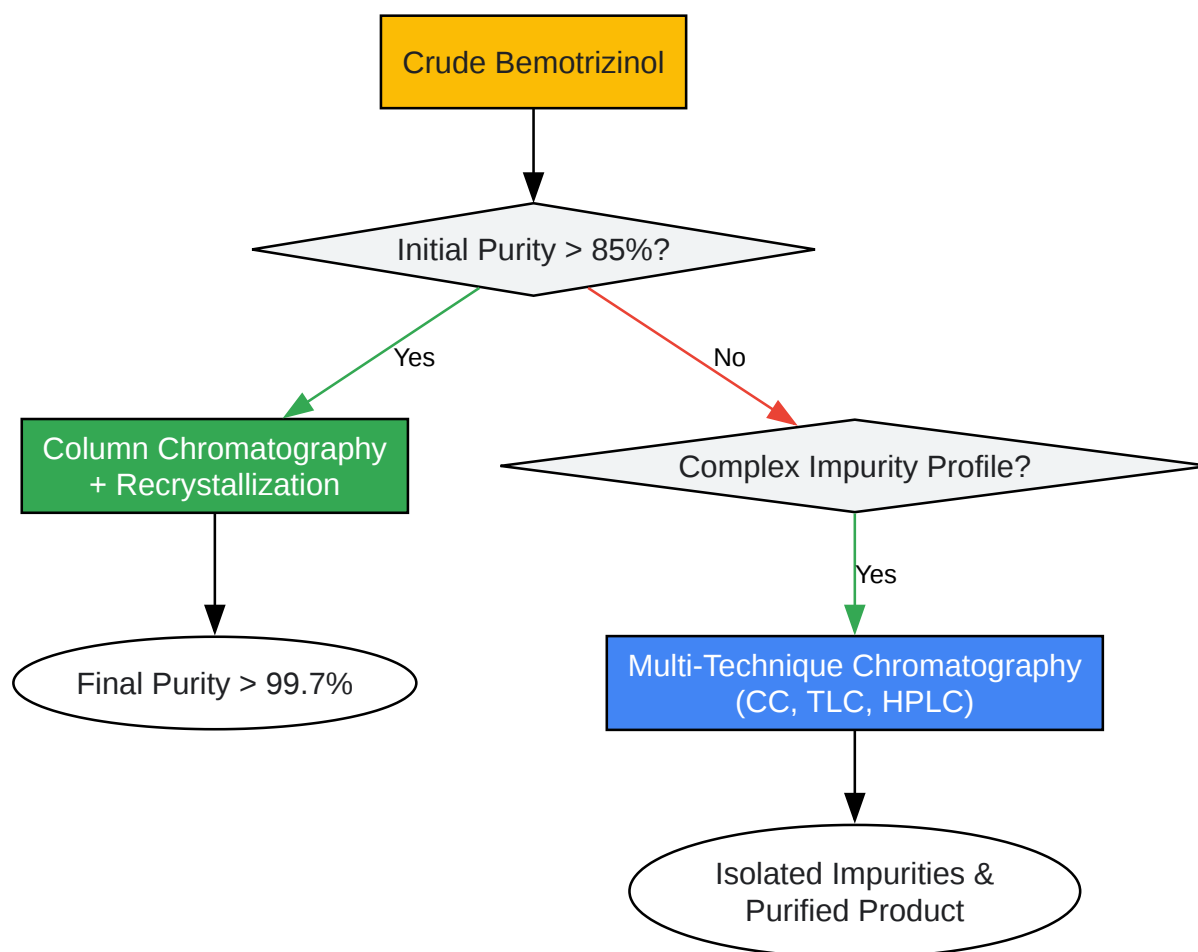 Crude Bemotrizinol
Initial Purity > 85%?
Yes
No
Column Chromatography
+ Recrystallization
Complex Impurity Profile?
Yes
Final Purity > 99.7%
Multi-Technique Chromatography
(CC, TLC, HPLC)
Isolated Impurities &
Purified Product